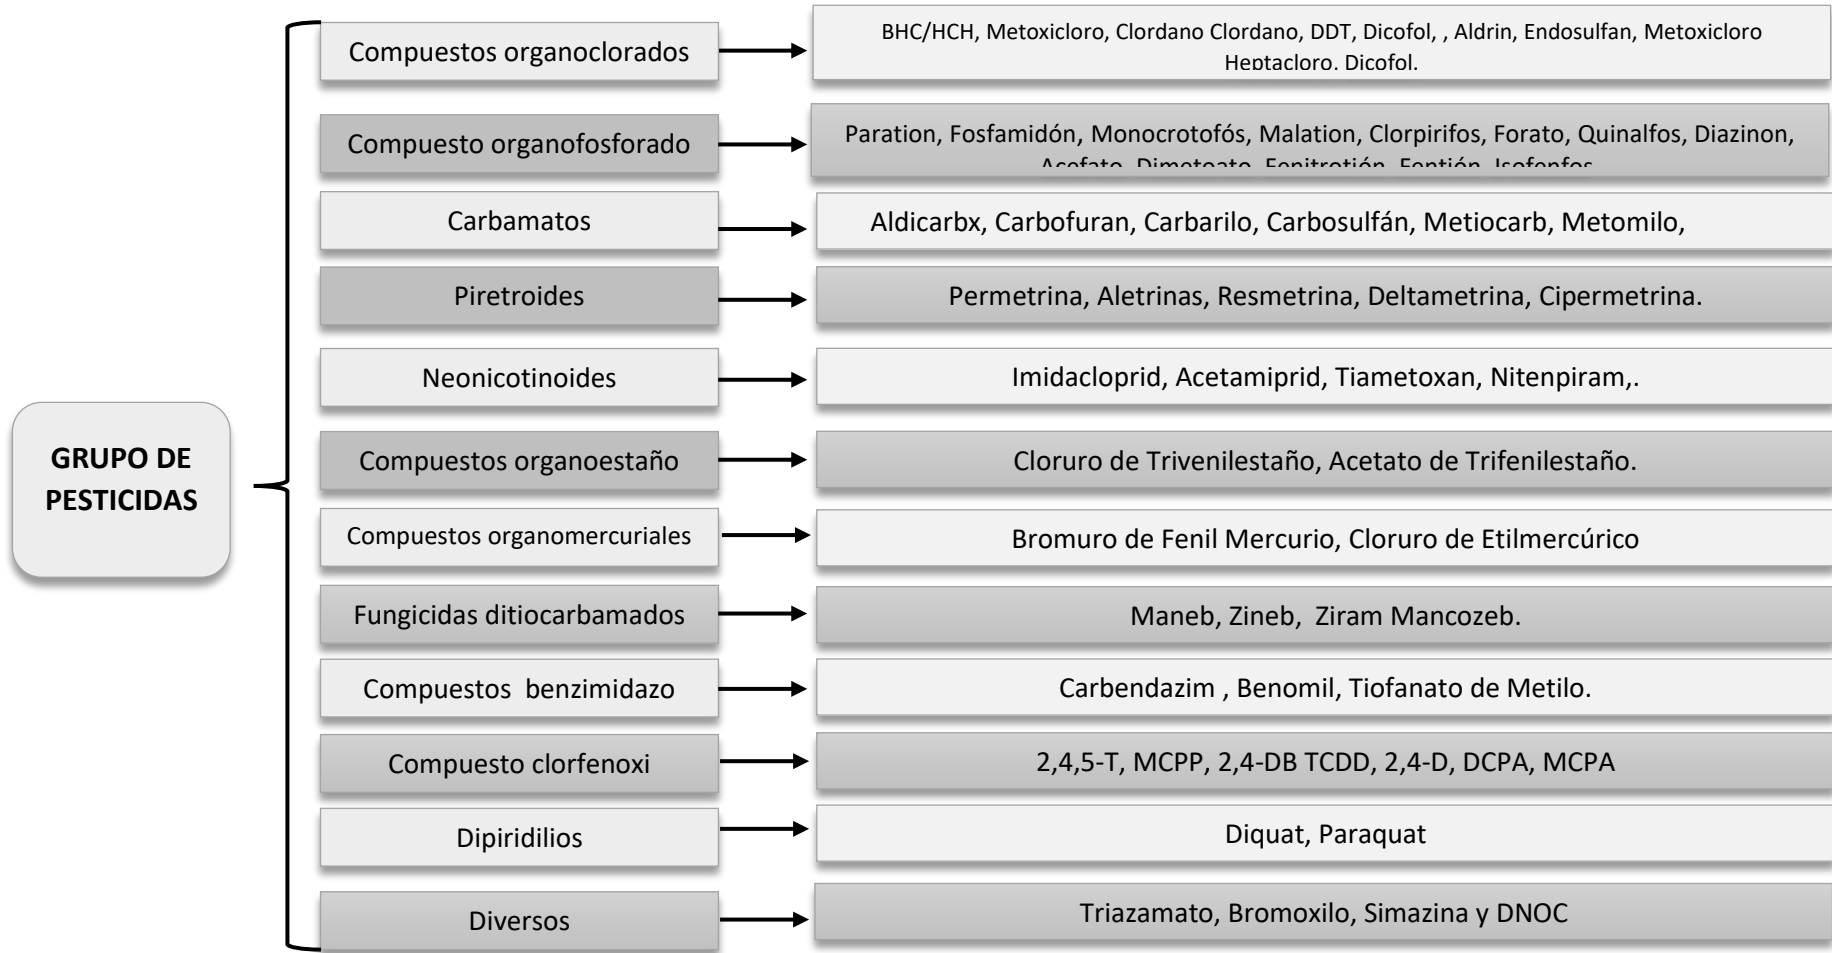 GRUPO DE
PESTICIDAS
Compuestos organoclorados
BHC/HCH, Metoxicloro, Clordano Clordano, DDT, Dicofol, , Aldrin, Endosulfan, Metoxicloro
Heptacloro. Dicofol.
Compuesto organofosforado
Paration, Fosfamidón, Monocrotofós, Malation, Clorpirifos, Forato, Quinalfos, Diazinon,
Acefato, Dimetoato, Fenitrotión, Fentión, Isofenfos
Carbamatos
Aldicarbx, Carbofuran, Carbarilo, Carbosulfán, Metiocarb, Metomilo,
Piretroides
Permetrina, Aletrinas, Resmetrina, Deltametrina, Cipermetrina.
Neonicotinoides
Imidacloprid, Acetamiprid, Tiametoxan, Nitenpiram,.
Compuestos organoestaño
Cloruro de Trivenilestaño, Acetato de Trifenilestaño.
Compuestos organomercuriales
Bromuro de Fenil Mercurio, Cloruro de Etilmercúrico
Fungicidas ditiocarbamados
Maneb, Zineb, Ziram Mancozeb.
Compuestos benzimidazo
Carbendazim , Benomil, Tiofanato de Metilo.
Compuesto clorfenoxi
2,4,5-T, MCPP, 2,4-DB TCDD, 2,4-D, DCPA, MCPA
Dipiridilios
Diquat, Paraquat
Diversos
Triazamato, Bromoxilo, Simazina y DNOC